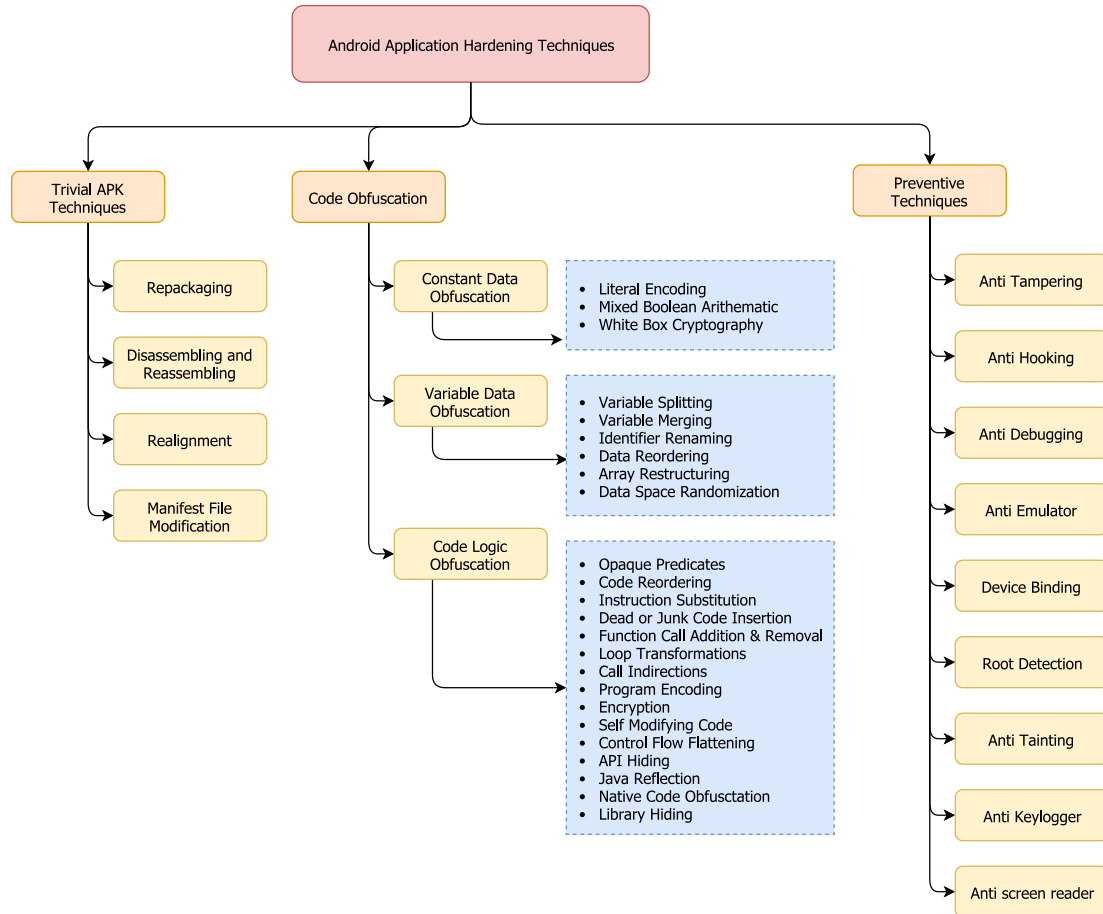 Android Application Hardening Techniques
Trivial APK
Techniques
Repackaging
Disassembling and
Reassembling
Realignment
Manifest File
Modification
Code Obfuscation
Constant Data
Obfuscation
• Literal Encoding
• Mixed Boolean Arithematic
• White Box Cryptography
Variable Data
Obfuscation
• Variable Splitting
• Variable Merging
• Identifier Renaming
• Data Reordering
• Array Restructuring
• Data Space Randomization
Code Logic
Obfuscation
• Opaque Predicates
• Code Reordering
• Instruction Substitution
• Dead or Junk Code Insertion
• Function Call Addition & Removal
• Loop Transformations
• Call Indirections
• Program Encoding
• Encryption
• Self Modifying Code
• Control Flow Flattening
• API Hiding
• Java Reflection
• Native Code Obfusctation
• Library Hiding
Preventive
Techniques
Anti Tampering
Anti Hooking
Anti Debugging
Anti Emulator
Device Binding
Root Detection
Anti Tainting
Anti Keylogger
Anti screen reader